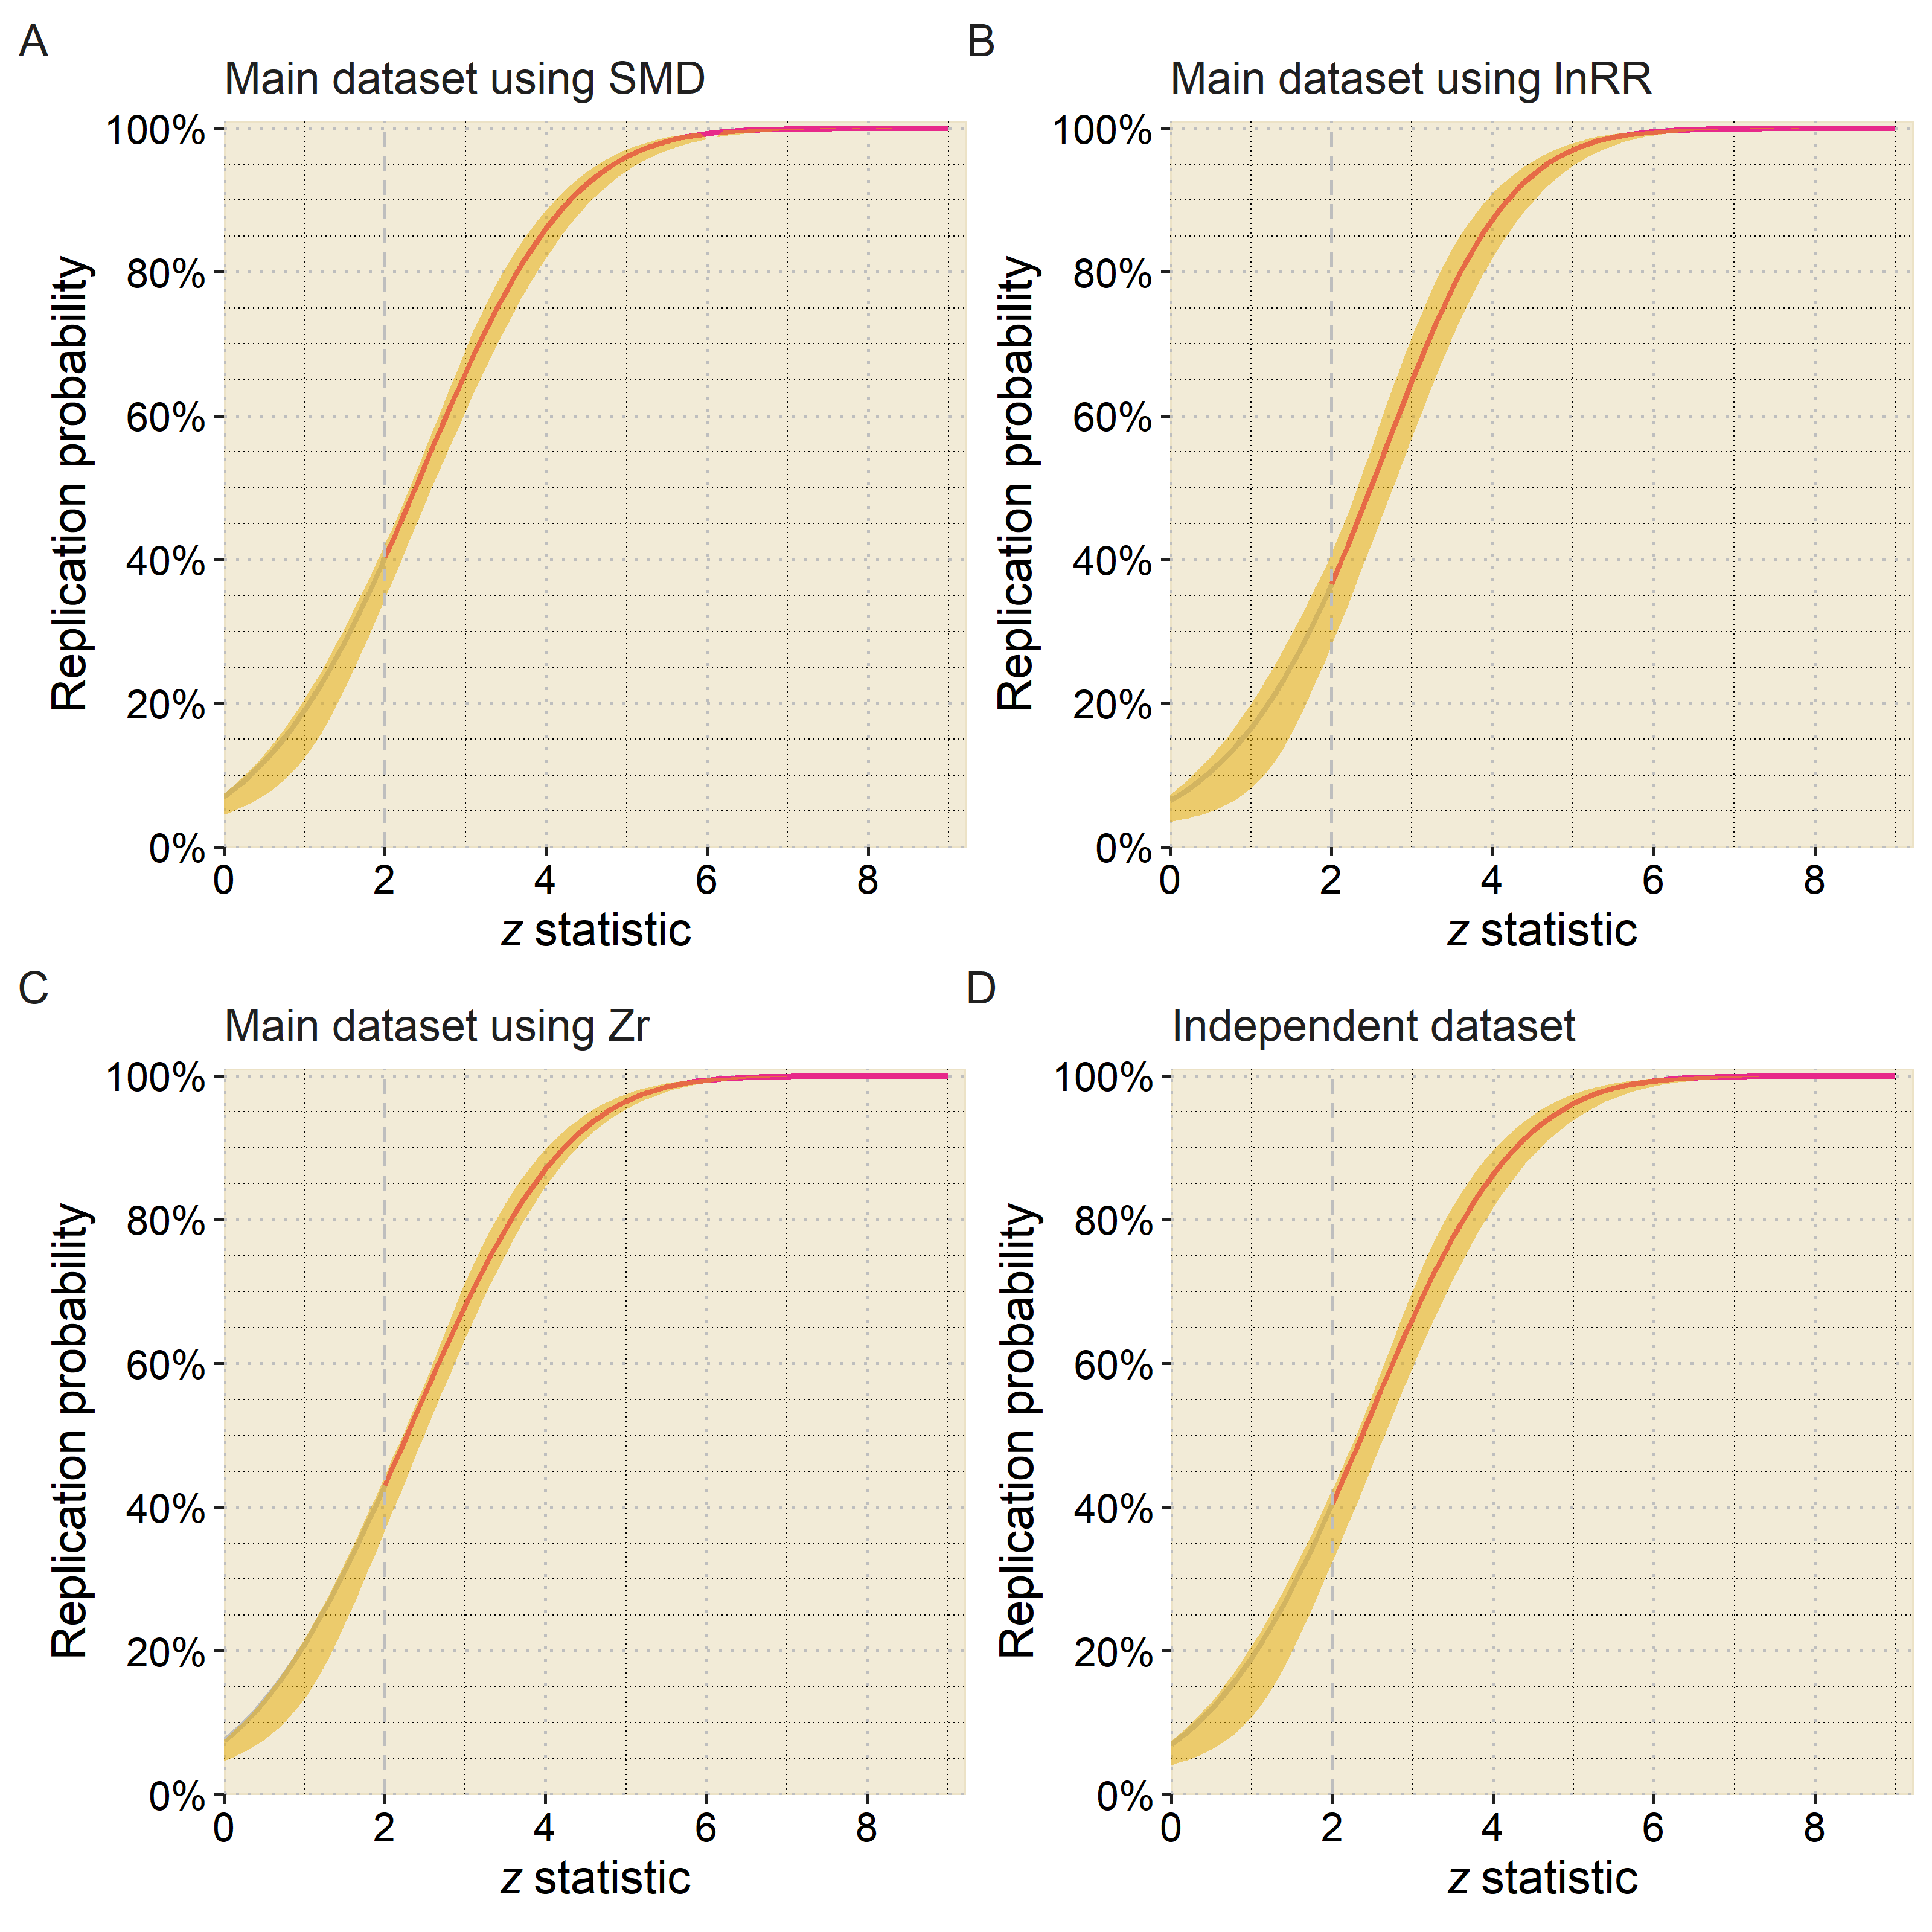 A
Main dataset using SMD
Replication probability
100%
80%
60%
40%
20%
0%
0 2 4 6 8
z statistic
B
Main dataset using lnRR
Replication probability
100%
80%
60%
40%
20%
0%
0 2 4 6 8
z statistic
C
Main dataset using Zr
Replication probability
100%
80%
60%
40%
20%
0%
0 2 4 6 8
z statistic
D
Independent dataset
Replication probability
100%
80%
60%
40%
20%
0%
0 2 4 6 8
z statistic